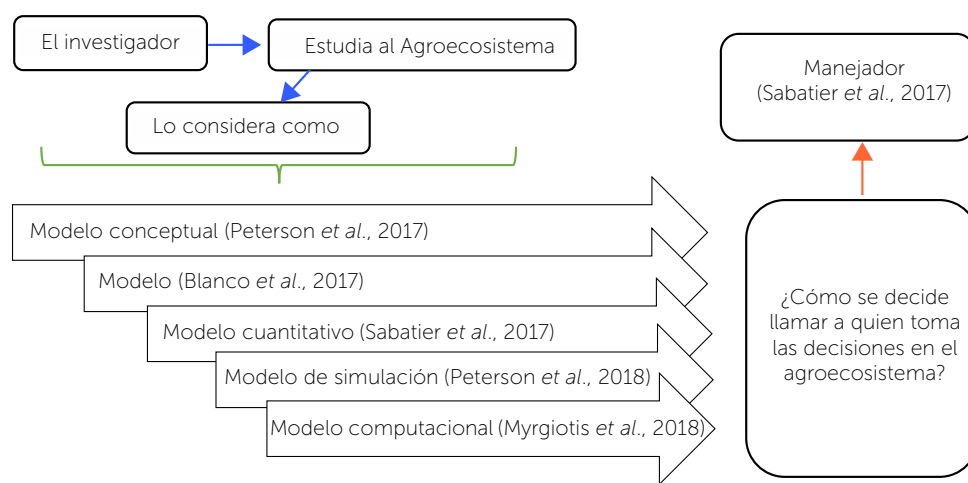 El investigador
Estudia al Agroecosistema
Lo considera como
Modelo conceptual (Peterson et al., 2017)
Modelo (Blanco et al., 2017)
Modelo cuantitativo (Sabatier et al., 2017)
Modelo de simulación (Peterson et al., 2018)
Modelo computacional (Myrgiotis et al., 2018)
Manejador
(Sabatier et al., 2017)
¿Cómo se decide
llamar a quien toma
las decisiones en el
agroecosistema?